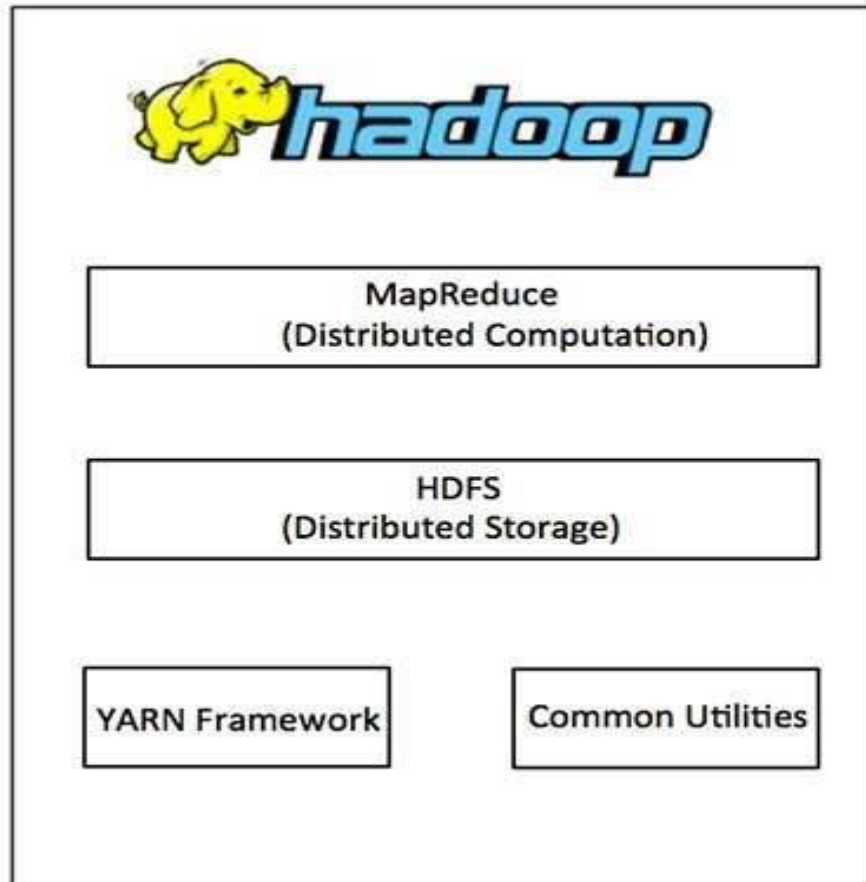 hadoop
MapReduce
(Distributed Computation)
HDFS
(Distributed Storage)
YARN Framework
Common Utilities